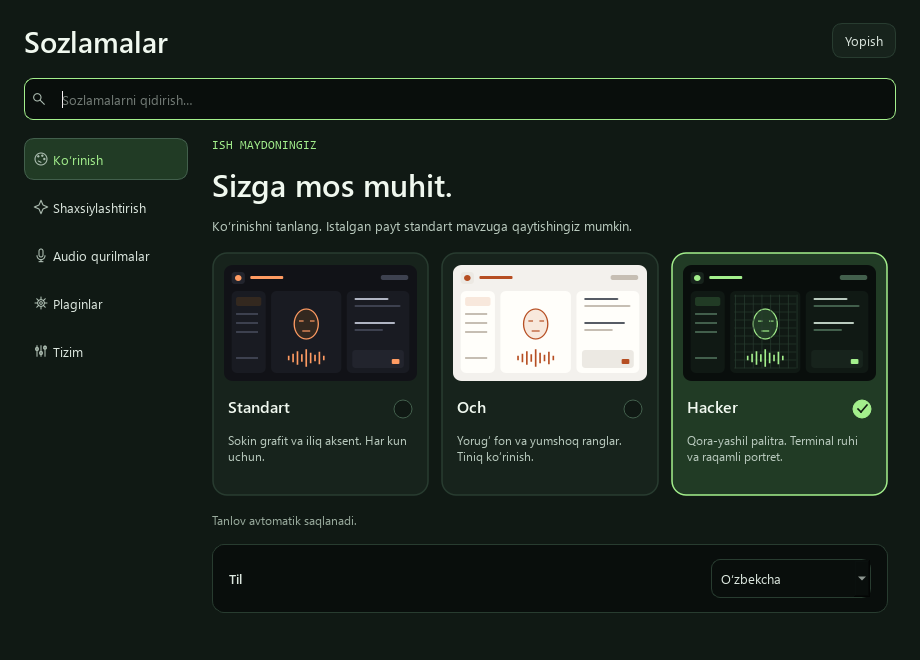 Sozlamalar
Yopish
Sozlamalarni qidirish...
Ko‘rinish
Shaxsiylashtirish
Audio qurilmalar
Plaginlar
Tizim
ISH MAYDONINGIZ
Sizga mos muhit.
Ko‘rinishni tanlang. Istalgan payt standart mavzuga qaytishingiz mumkin.
Standart
Sokin grafit va iliq aksent. Har kun
uchun.
Och
Yorug‘ fon va yumshoq ranglar.
Tiniq ko‘rinish.
Hacker
Qora-yashil palitra. Terminal ruhi
va raqamli portret.
Tanlov avtomatik saqlanadi.
Til
O‘zbekcha